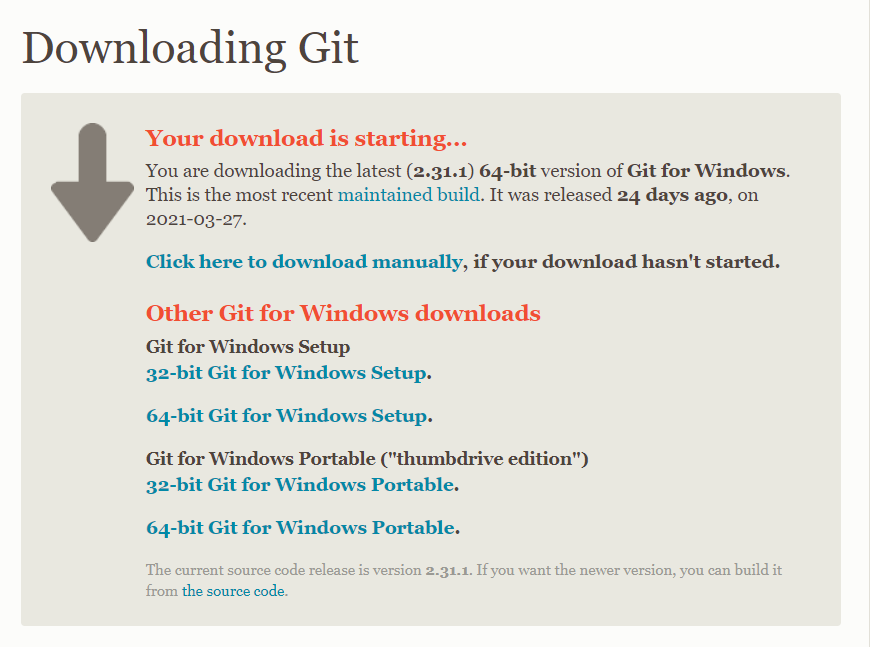 Downloading Git
Your download is starting...
You are downloading the latest (2.31.1) 64-bit version of Git for Windows.
This is the most recent maintained build. It was released 24 days ago, on
2021-03-27.
Click here to download manually, if your download hasn't started.
Other Git for Windows downloads
Git for Windows Setup
32-bit Git for Windows Setup.
64-bit Git for Windows Setup.
Git for Windows Portable ("thumbdrive edition")
32-bit Git for Windows Portable.
64-bit Git for Windows Portable.
The current source code release is version 2.31.1. If you want the newer version, you can build it
from the source code.